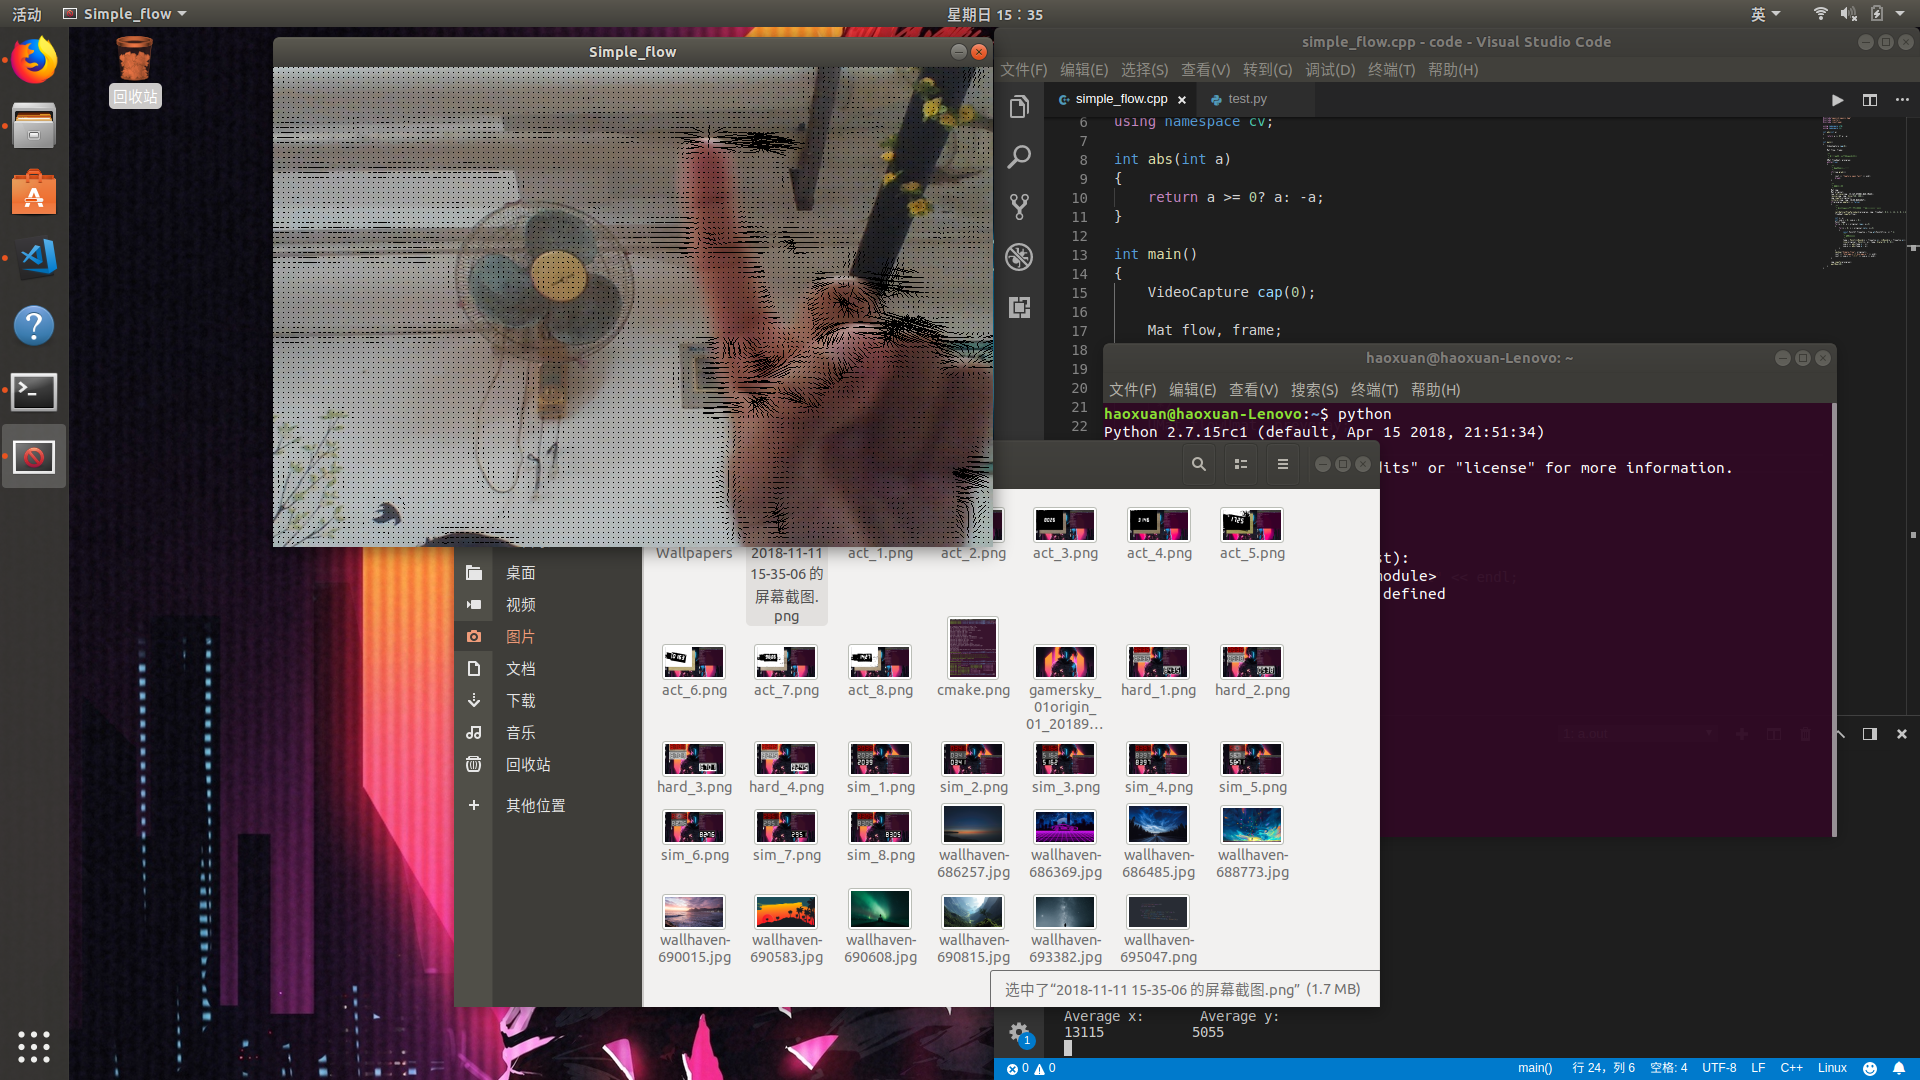 活动
Simple_flow
星期日 15：35
英
回收站
Simple_flow
simple_flow.cpp - code - Visual Studio Code
文件(F) 编辑(E) 选择(S) 查看(V) 转到(G) 调试(D) 终端(T) 帮助(H)
simple_flow.cpp
test.py
6 using namespace cv;
7
8 int abs(int a)
9 {
10 return a >= 0? a: -a;
11 }
12
13 int main()
14 {
15 VideoCapture cap(0);
16
17 Mat flow, frame;
18
19
20
21
22
haoxuan@haoxuan-Lenovo: ~
文件(F) 编辑(E) 查看(V) 搜索(S) 终端(T) 帮助(H)
haoxuan@haoxuan-Lenovo:~$ python
Python 2.7.15rc1 (default, Apr 15 2018, 21:51:34)
dits" or "license" for more information.
st):
module>
defined
桌面
视频
图片
文档
下载
音乐
回收站
其他位置
Wallpapers
2018-11-11
15-35-06 的
屏幕截图.
png
act_1.png
act_2.png
act_3.png
act_4.png
act_5.png
act_6.png
act_7.png
act_8.png
cmake.png
gamersky_
01origin_
01_20189...
hard_1.png
hard_2.png
hard_3.png
hard_4.png
sim_1.png
sim_2.png
sim_3.png
sim_4.png
sim_5.png
sim_6.png
sim_7.png
sim_8.png
wallhaven-
686257.jpg
wallhaven-
686369.jpg
wallhaven-
686485.jpg
wallhaven-
688773.jpg
wallhaven-
690015.jpg
wallhaven-
690583.jpg
wallhaven-
690608.jpg
wallhaven-
690815.jpg
wallhaven-
693382.jpg
wallhaven-
695047.png
选中了“2018-11-11 15-35-06 的屏幕截图.png” (1.7 MB)
Average x: Average y:
13115 5055
1
0 0
main() 行 24，列 6 空格: 4 UTF-8 LF C++ Linux